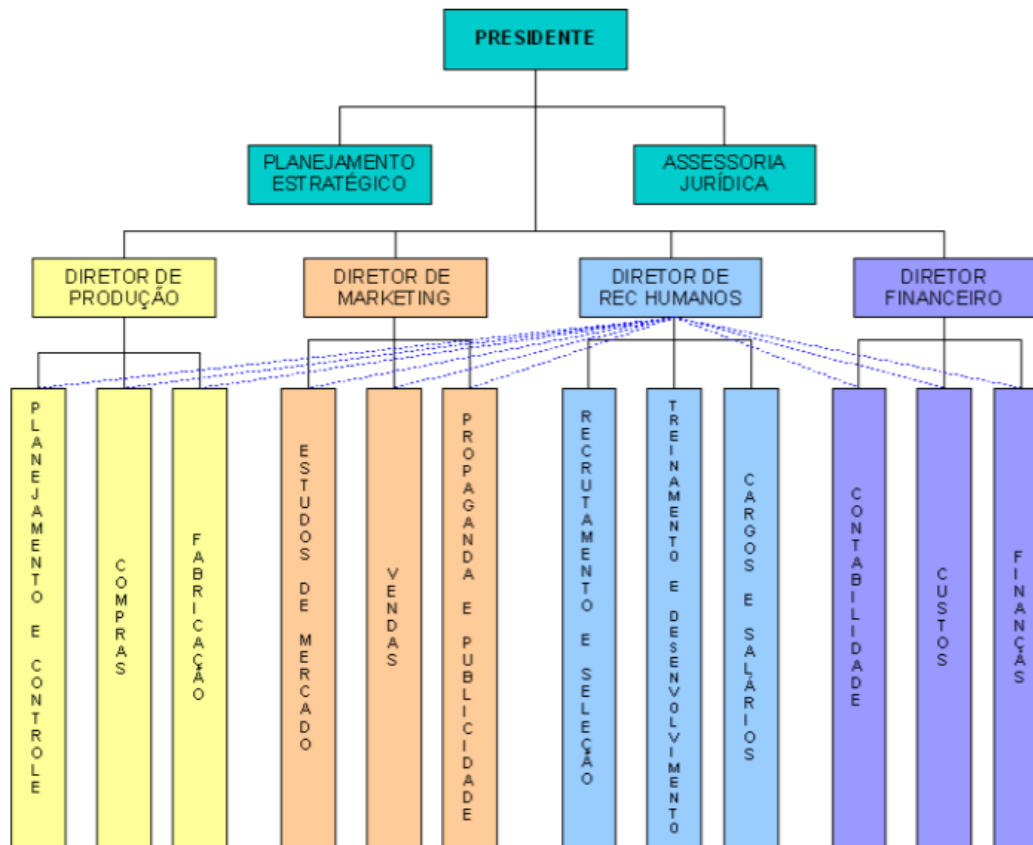 PRESIDENTE
PLANEJAMENTO
ESTRATÉGICO
ASSESSORIA
JURÍDICA
DIRETOR DE
PRODUÇÃO
DIRETOR DE
MARKETING
DIRETOR DE
REC HUMANOS
DIRETOR
FINANCEIRO
PLANEJAMENTO E CONTROLE
COMPRAS
FABRICAÇÃO
ESTUDOS DE MERCADO
VENDAS
PROPAGANDA E PUBLICIDADE
RECRUTAMENTO E SELEÇÃO
TREINAMENTO E DESENVOLVIMENTO
CARGOS E SALÁRIOS
CONTABILIDADE
CUSTOS
FINANÇÃS